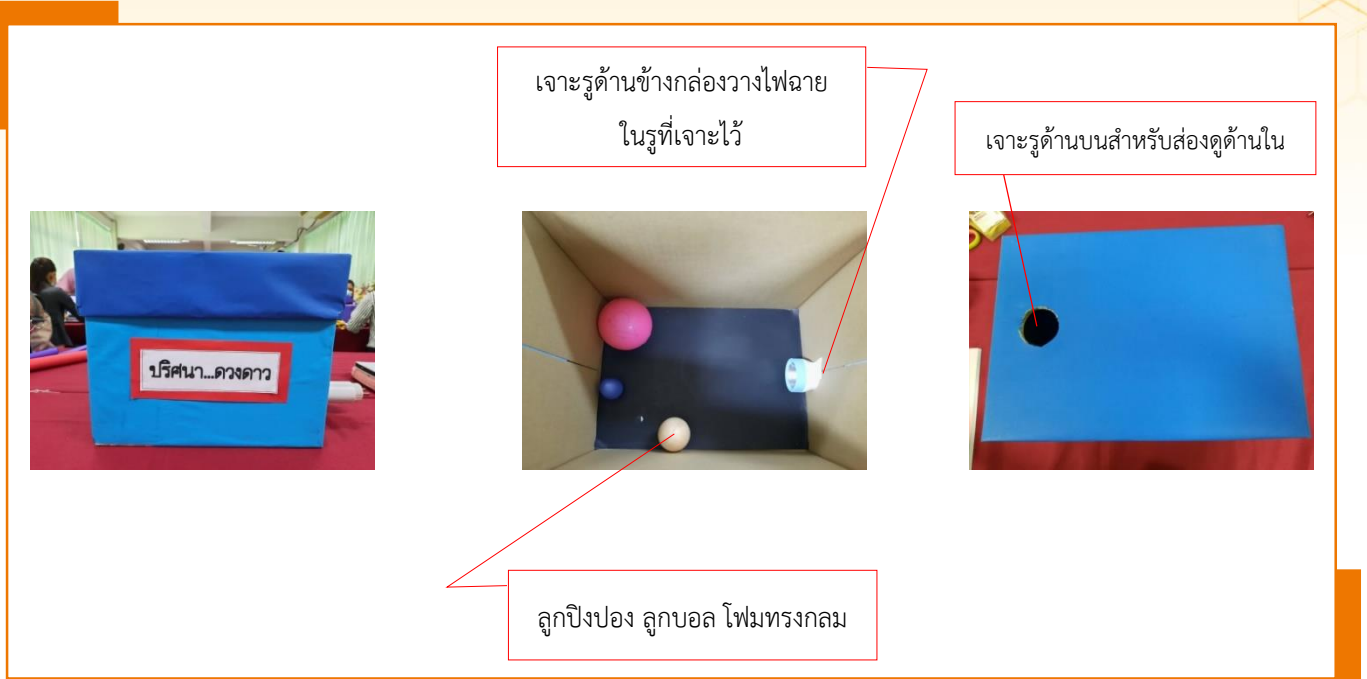 เจาะรูด้านข้างกล่องวางไฟฉาย
ในรูที่เจาะไว้
เจาะรูด้านบนสำหรับส่องดูด้านใน
ปริศนา...ดวงดาว
ลูกปิงปอง ลูกบอล โฟมทรงกลม